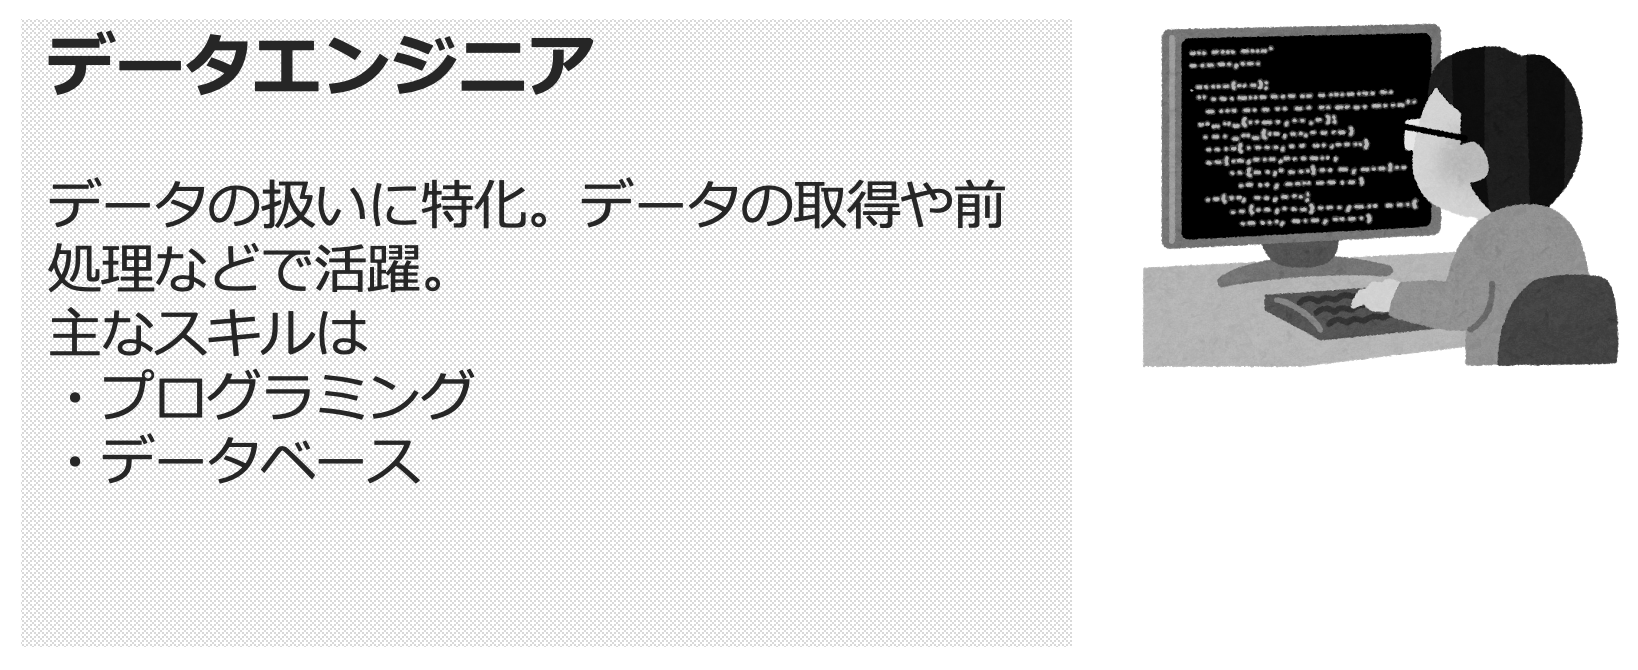 データエンジニア
データの扱いに特化。データの取得や前
処理などで活躍。
主なスキルは
・プログラミング
・データベース